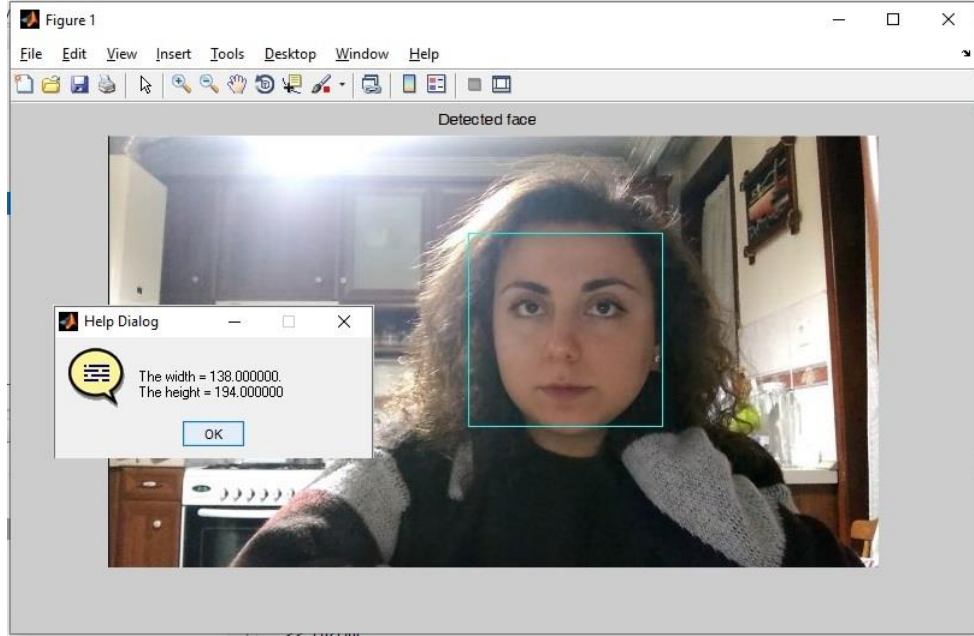 Figure 1
File Edit View Insert Tools Desktop Window Help
Detected face
Help Dialog
The width = 138.000000.
The height = 194.000000
OK